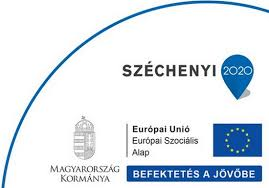 SZÉCHENYI 2020
Európai Unió
Európai Szociális
Alap
MAGYARORSZÁG
KORMÁNYA
BEFEKTETÉS A JÖVŐBE